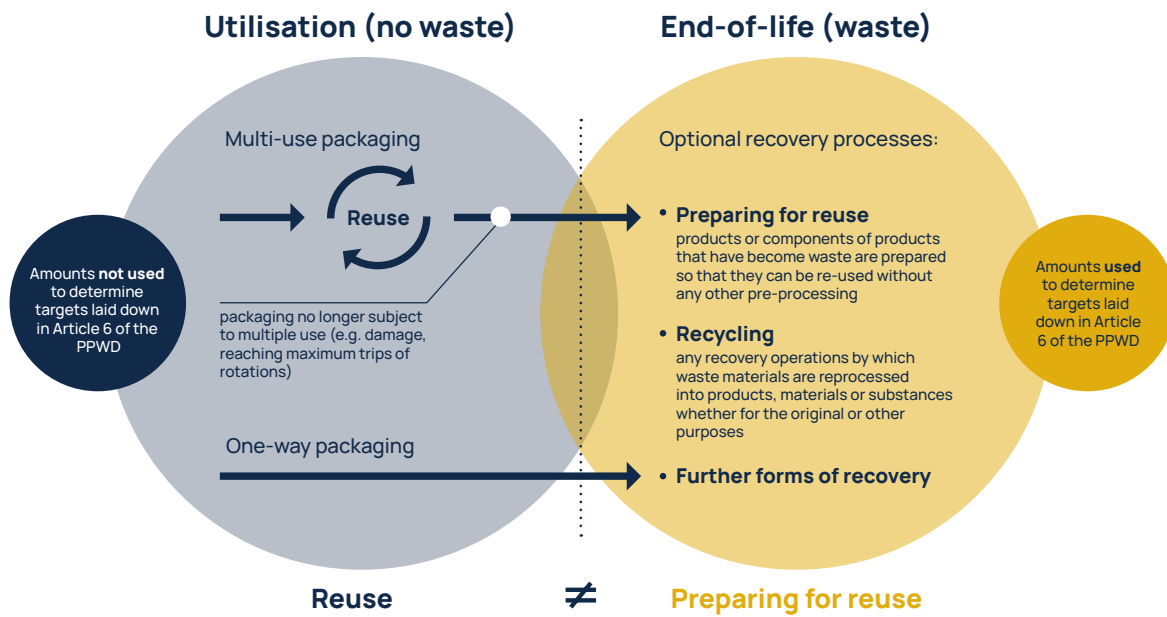 Utilisation (no waste)
End-of-life (waste)
Multi-use packaging
Reuse
packaging no longer subject
to multiple use (e.g. damage,
reaching maximum trips of
rotations)
One-way packaging
Amounts not used
to determine
targets laid down
in Article 6 of the
PPWD
Optional recovery processes:
• Preparing for reuse
products or components of products
that have become waste are prepared
so that they can be re-used without
any other pre-processing
• Recycling
any recovery operations by which
waste materials are reprocessed
into products, materials or substances
whether for the original or other
purposes
• Further forms of recovery
Amounts used
to determine
targets laid
down in Article
6 of the PPWD
Reuse ≠ Preparing for reuse